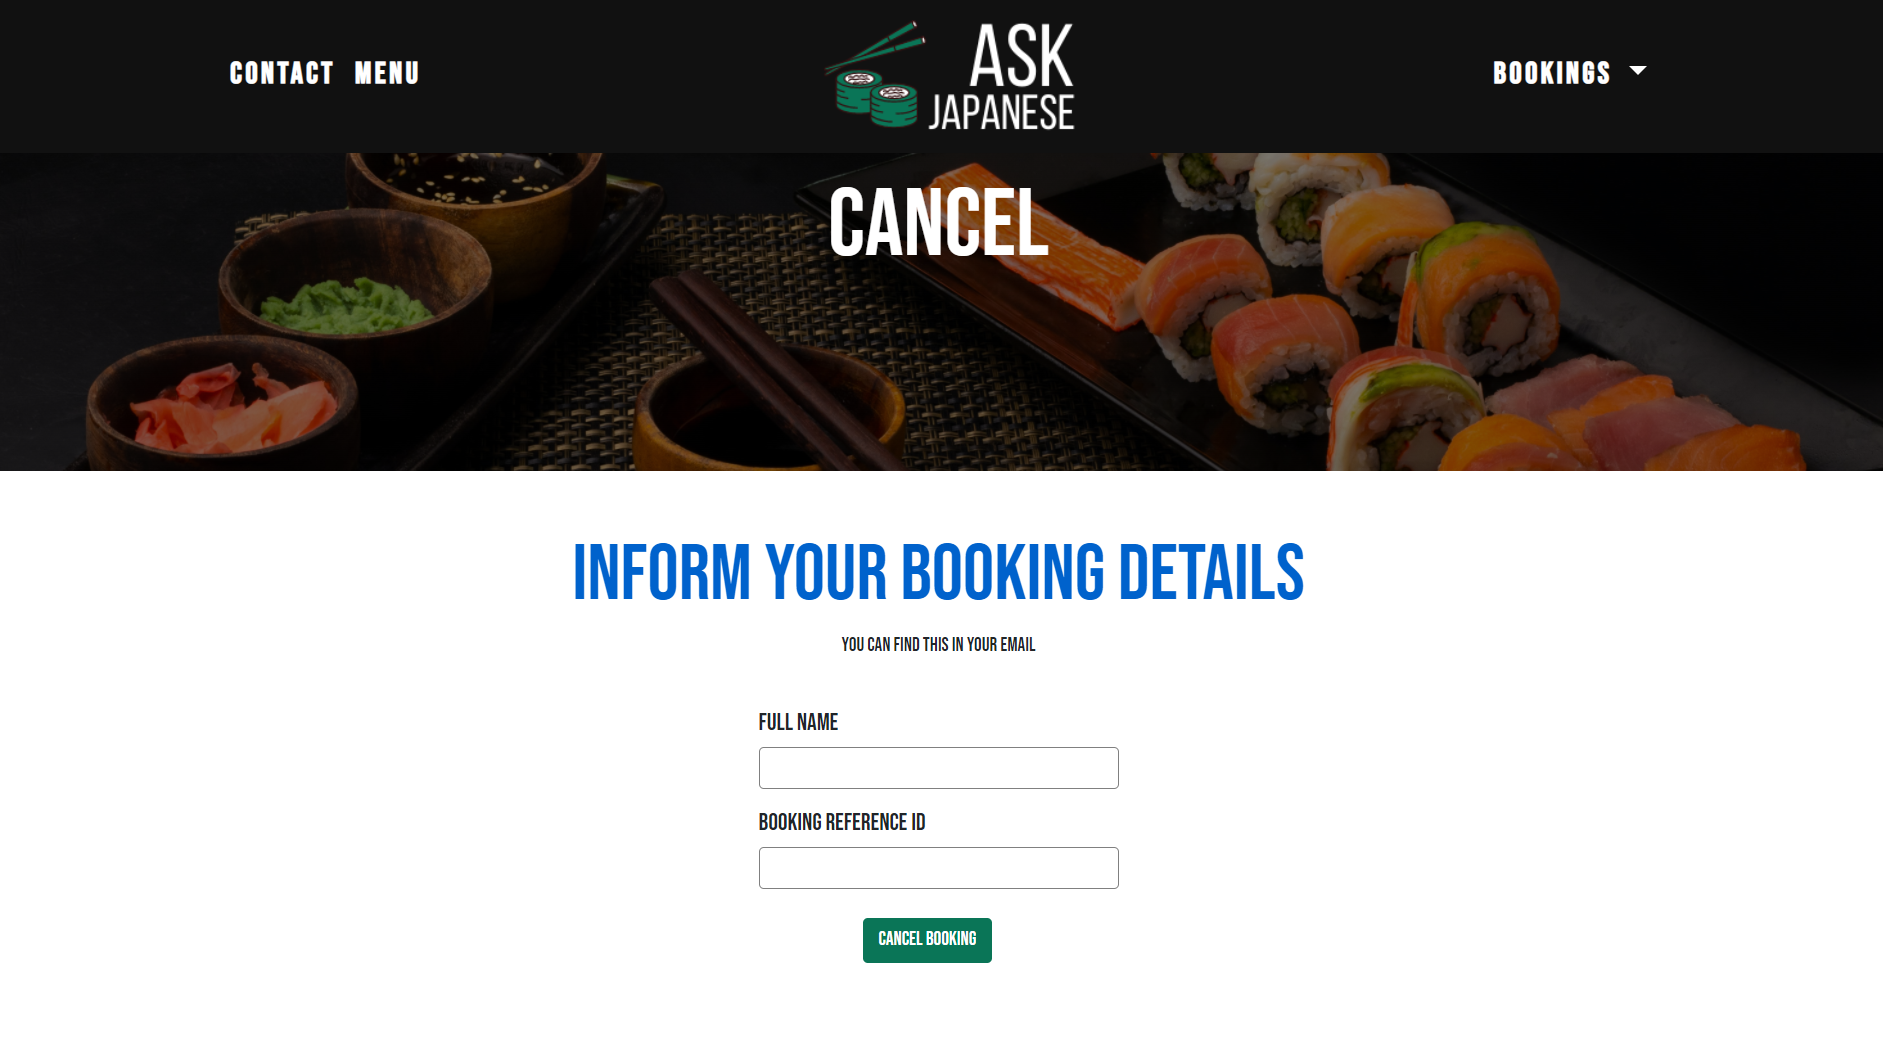 CONTACT MENU
ASK
JAPANESE
BOOKINGS
CANCEL
INFORM YOUR BOOKING DETAILS
YOU CAN FIND THIS IN YOUR EMAIL
FULL NAME
BOOKING REFERENCE ID
CANCEL BOOKING